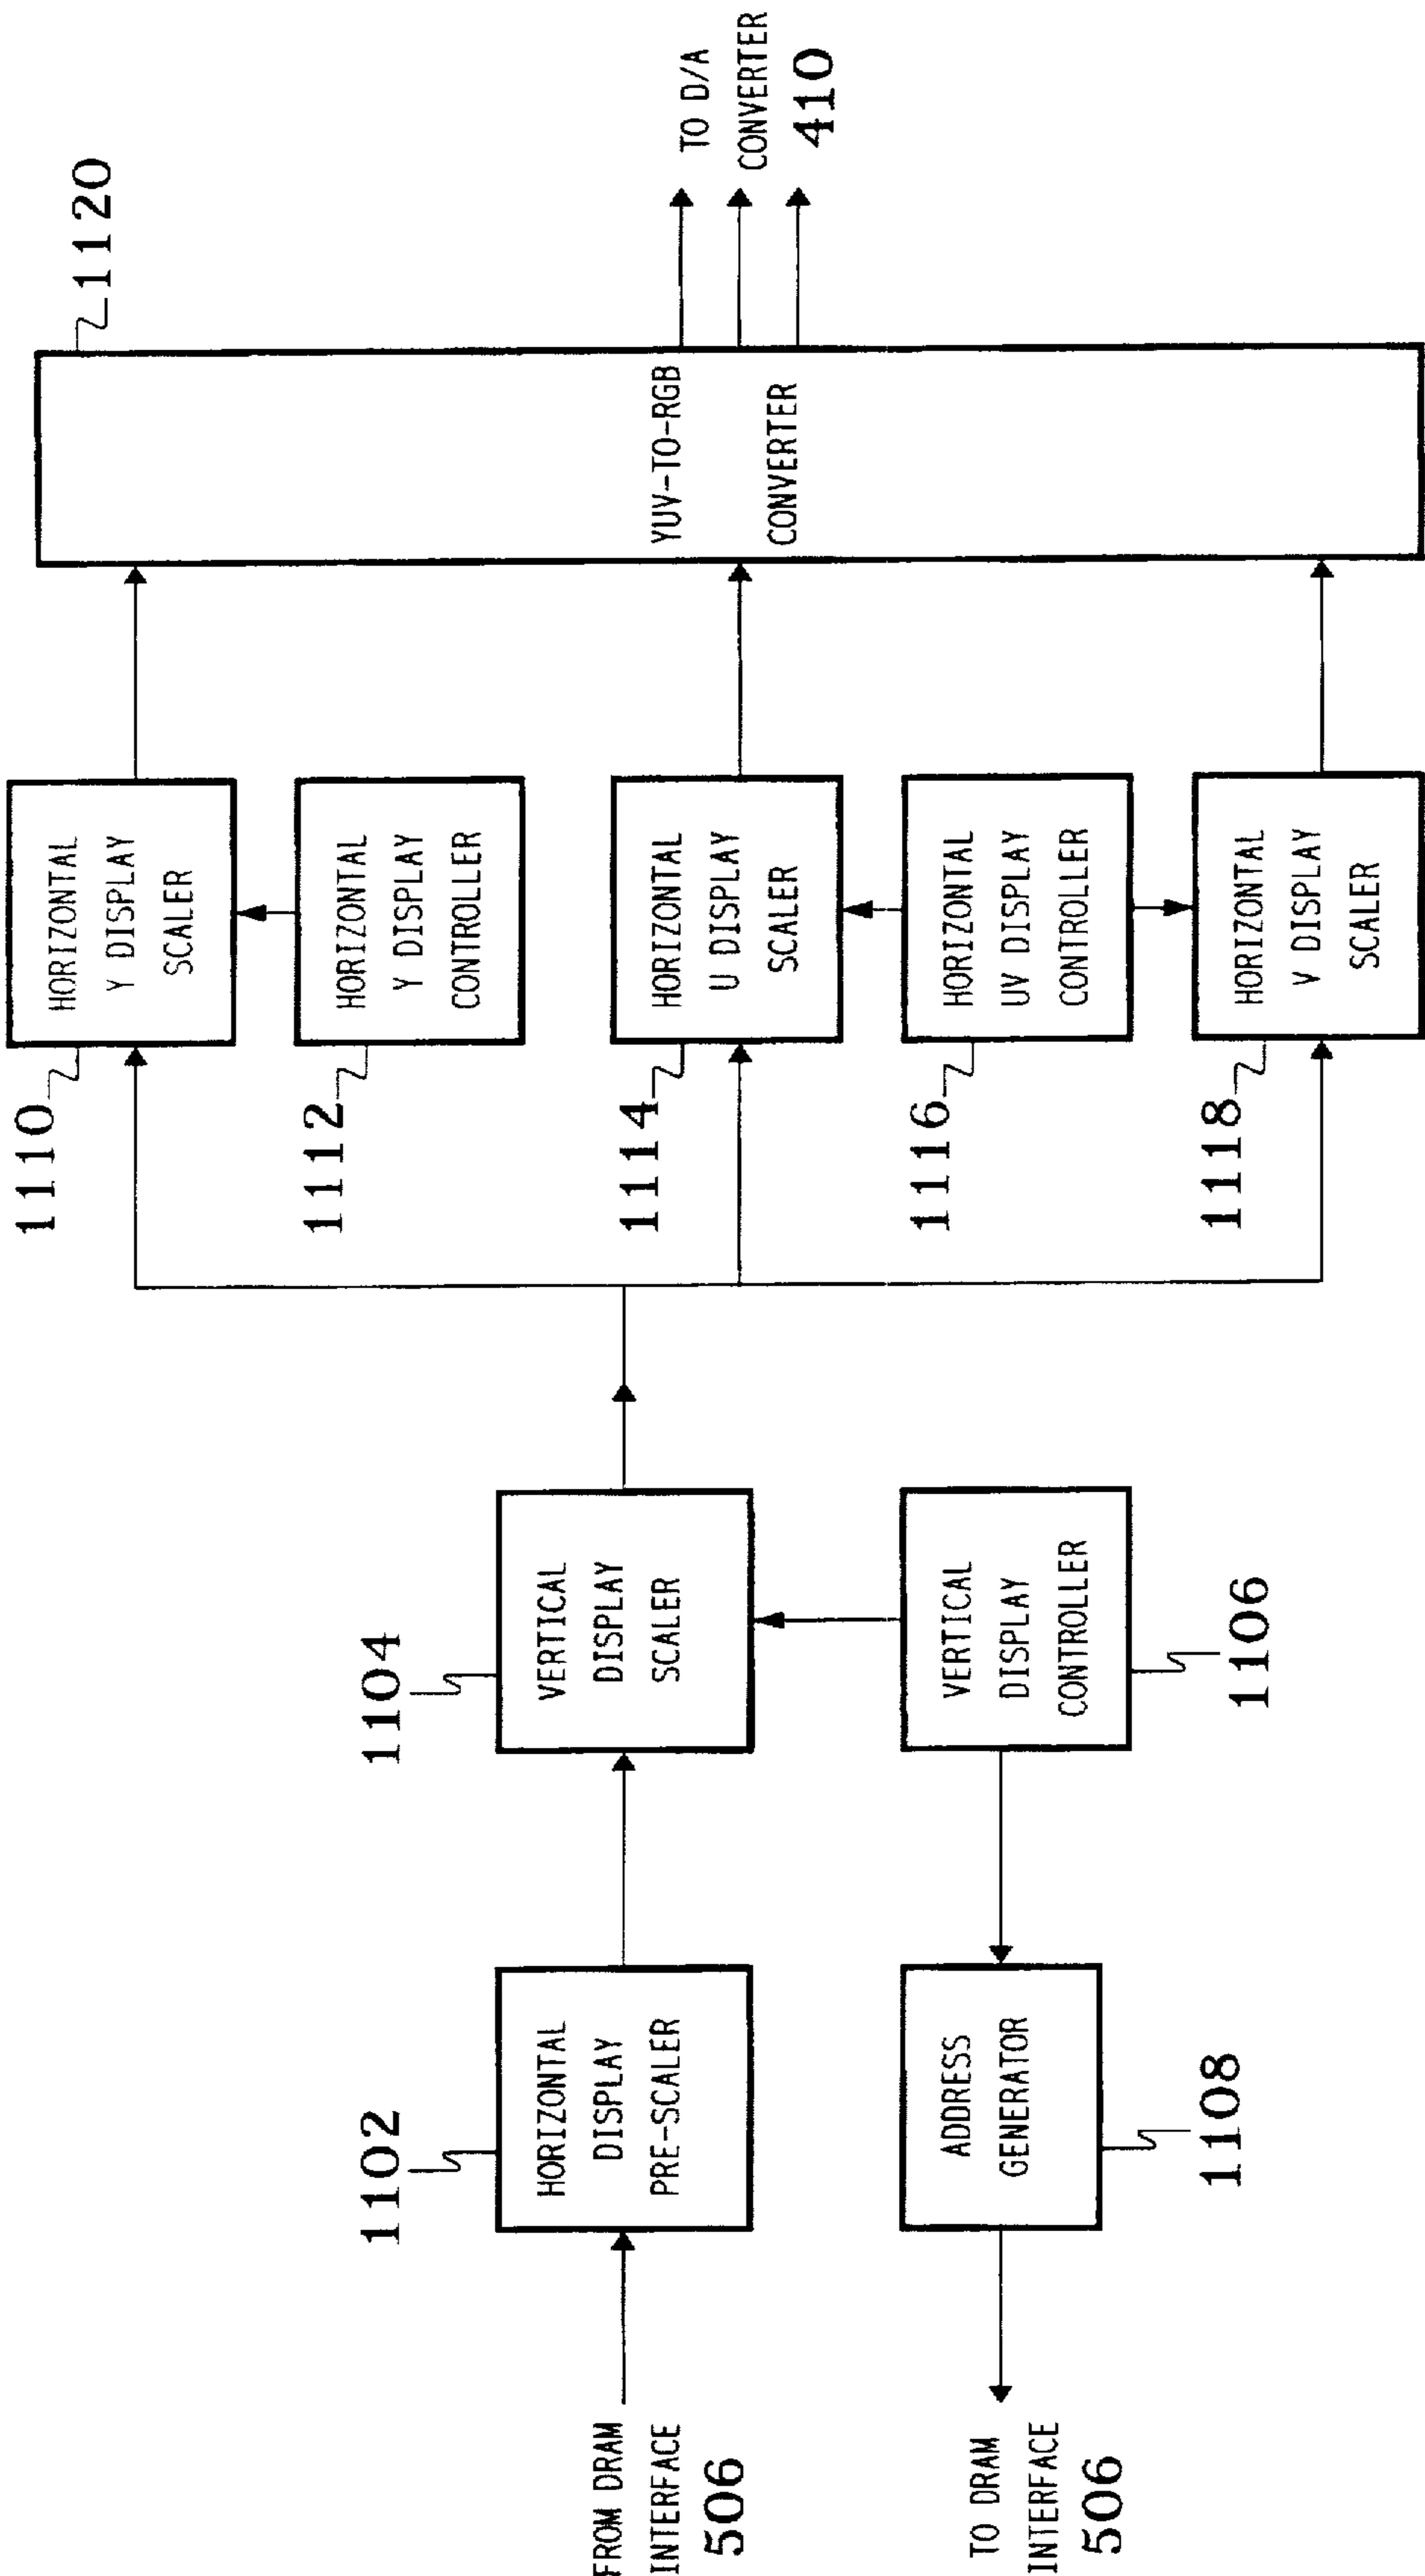 FROM DRAM
INTERFACE
506
1102
HORIZONTAL
DISPLAY
PRE-SCALER
1104
VERTICAL
DISPLAY
SCALER
TO DRAM
INTERFACE
506
ADDRESS
GENERATOR
1108
VERTICAL
DISPLAY
CONTROLLER
1106
1110
HORIZONTAL
Y DISPLAY
SCALER
1112
HORIZONTAL
Y DISPLAY
CONTROLLER
1114
HORIZONTAL
U DISPLAY
SCALER
1116
HORIZONTAL
UV DISPLAY
CONTROLLER
1118
HORIZONTAL
V DISPLAY
SCALER
1120
YUV-TO-RGB
CONVERTER
TO D/A
CONVERTER
410